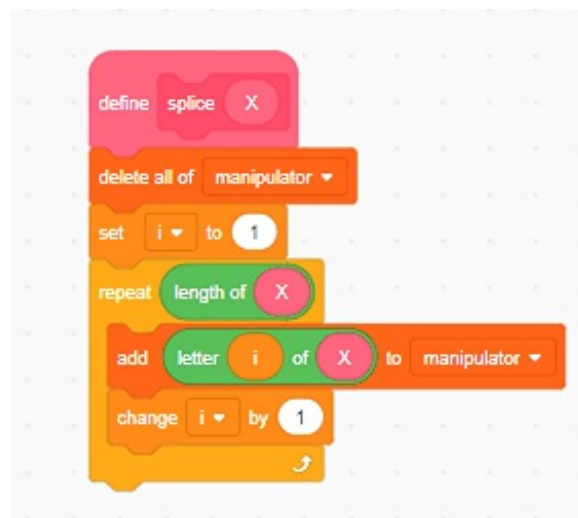 define splice X
delete all of manipulator
set i to 1
repeat length of X
add letter i of X to manipulator
change i by 1